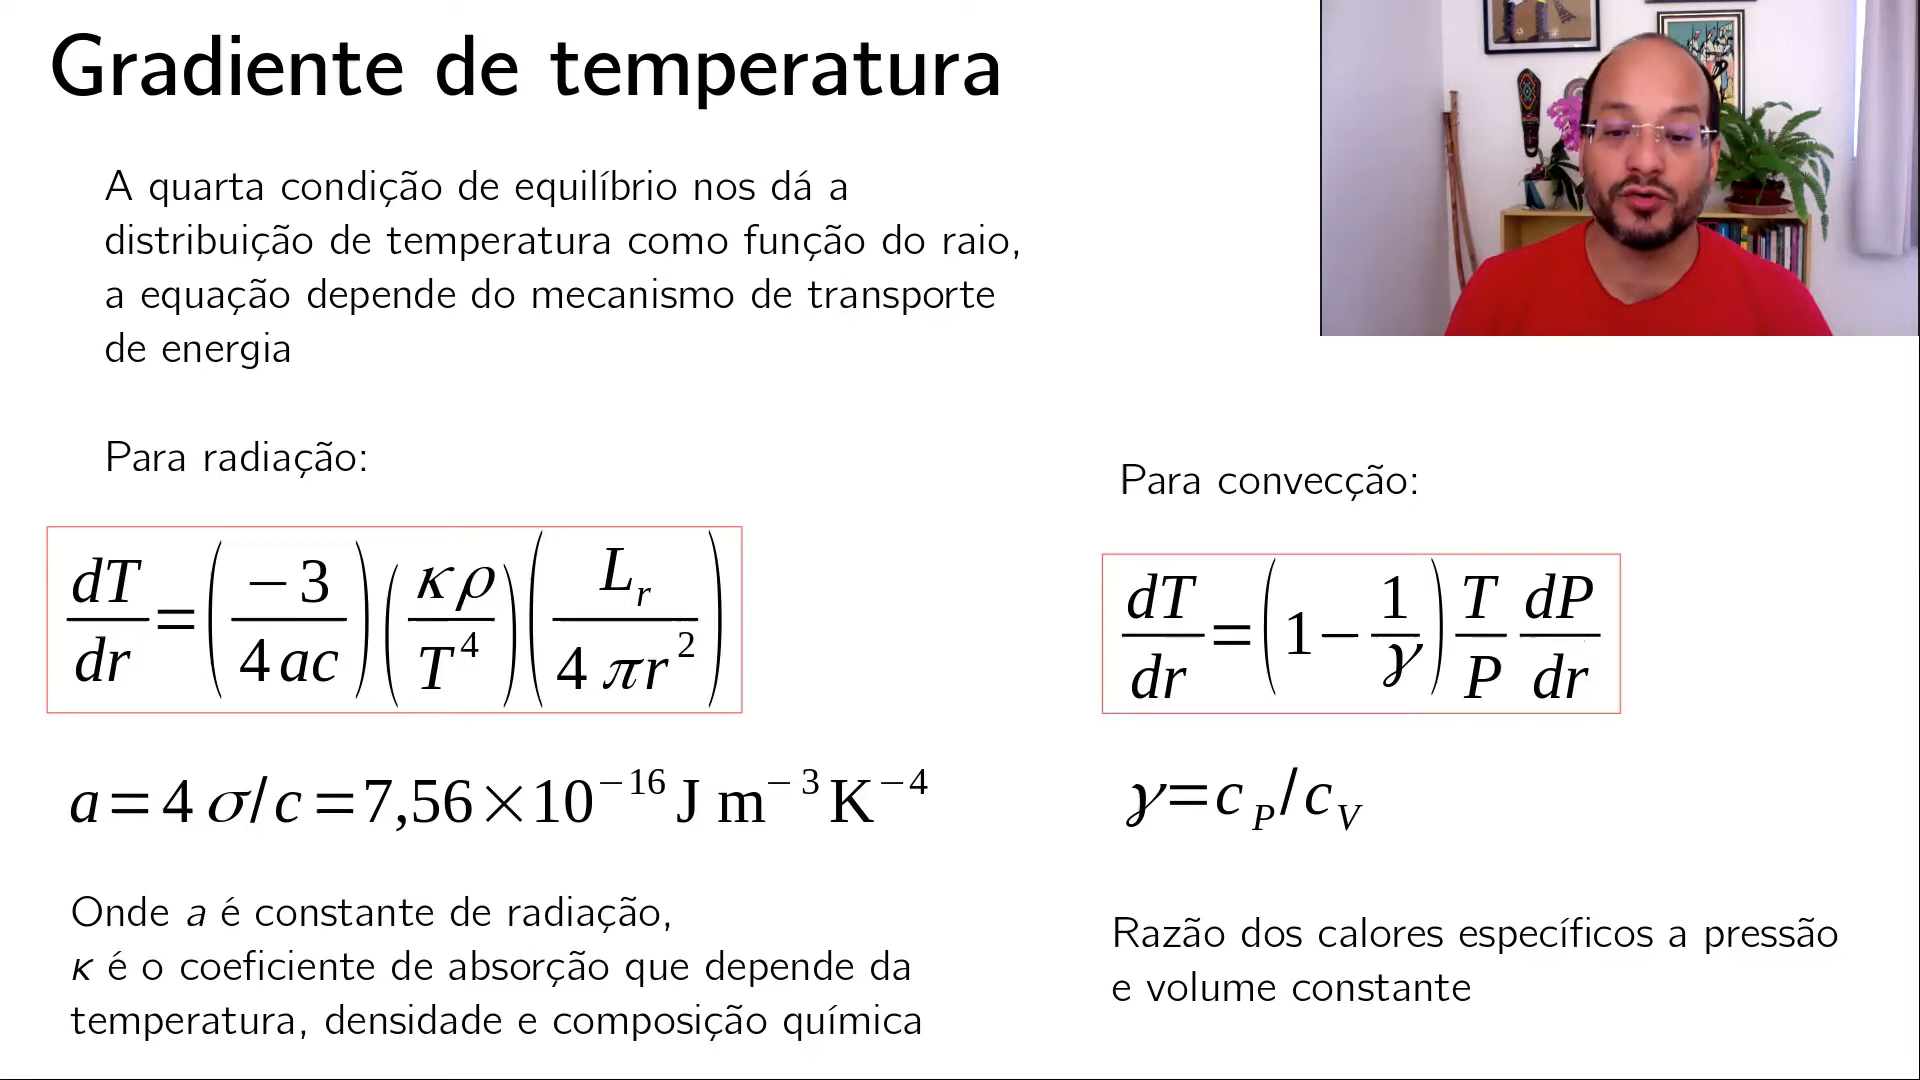 Gradiente de temperatura
A quarta condição de equilíbrio nos dá a
distribuição de temperatura como função do raio,
a equação depende do mecanismo de transporte
de energia
Para radiação:
dT/dr=(−3/4ac)(κρ/T⁴)(L_r/4πr²)
a=4σ/c=7,56×10⁻¹⁶ J m⁻³ K⁻⁴
Onde a é constante de radiação,
κ é o coeficiente de absorção que depende da
temperatura, densidade e composição química
Para convecção:
dT/dr=(1−1/γ)T/P dP/dr
γ=c_P/c_V
Razão dos calores específicos a pressão
e volume constante